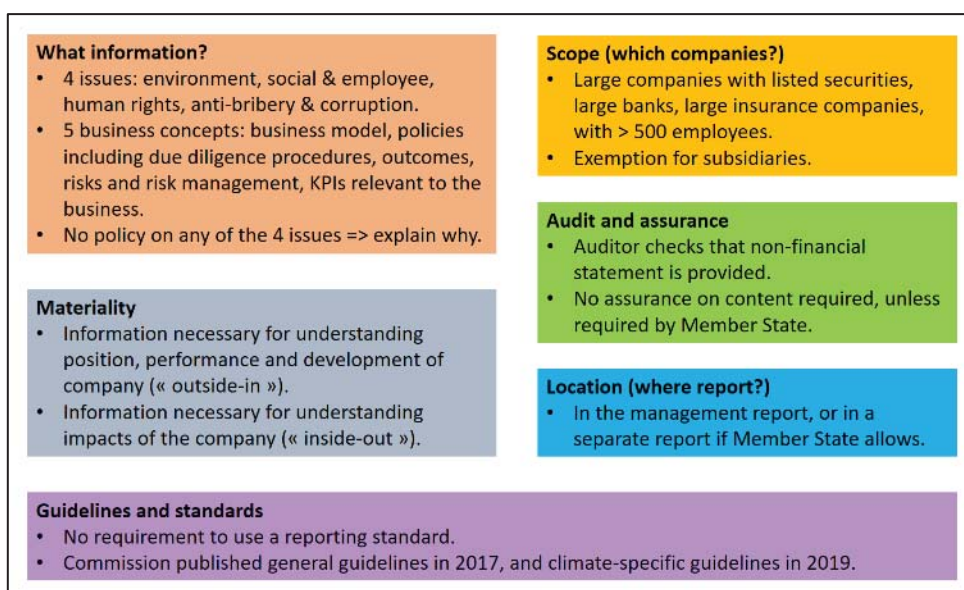 What information?
• 4 issues: environment, social & employee,
human rights, anti-bribery & corruption.
• 5 business concepts: business model, policies
including due diligence procedures, outcomes,
risks and risk management, KPIs relevant to the
business.
• No policy on any of the 4 issues => explain why.
Materiality
• Information necessary for understanding
position, performance and development of
company (« outside-in »).
• Information necessary for understanding
impacts of the company (« inside-out »).
Scope (which companies?)
• Large companies with listed securities,
large banks, large insurance companies,
with > 500 employees.
• Exemption for subsidiaries.
Audit and assurance
• Auditor checks that non-financial
statement is provided.
• No assurance on content required, unless
required by Member State.
Location (where report?)
• In the management report, or in a
separate report if Member State allows.
Guidelines and standards
• No requirement to use a reporting standard.
• Commission published general guidelines in 2017, and climate-specific guidelines in 2019.